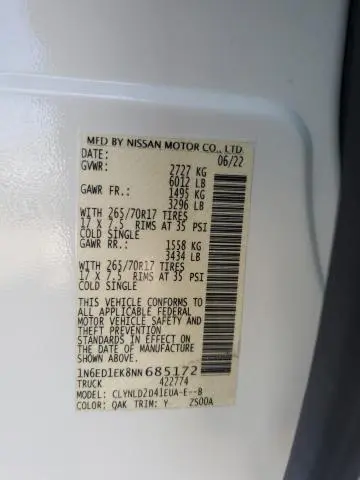 MFD BY NISSAN MOTOR CO., LTD.
DATE: 06/22
GVWR: 2727 KG
6012 LB
GAWR FR.: 1495 KG
3296 LB
WITH 265/70R17 TIRES
17 X 7.5 RIMS AT 35 PSI
COLD SINGLE
GAWR RR.: 1558 KG
3434 LB
WITH 265/70R17 TIRES
17 X 7.5 RIMS AT 35 PSI
COLD SINGLE
THIS VEHICLE CONFORMS TO
ALL APPLICABLE FEDERAL
MOTOR VEHICLE SAFETY AND
THEFT PREVENTION
STANDARDS IN EFFECT ON
THE DATE OF MANUFACTURE
SHOWN ABOVE.
1N6ED1EK8NN685172
TRUCK 422774
MODEL: CLYNLDZD41EUA-E--B
COLOR: QAK TRIM: Y ZS00A